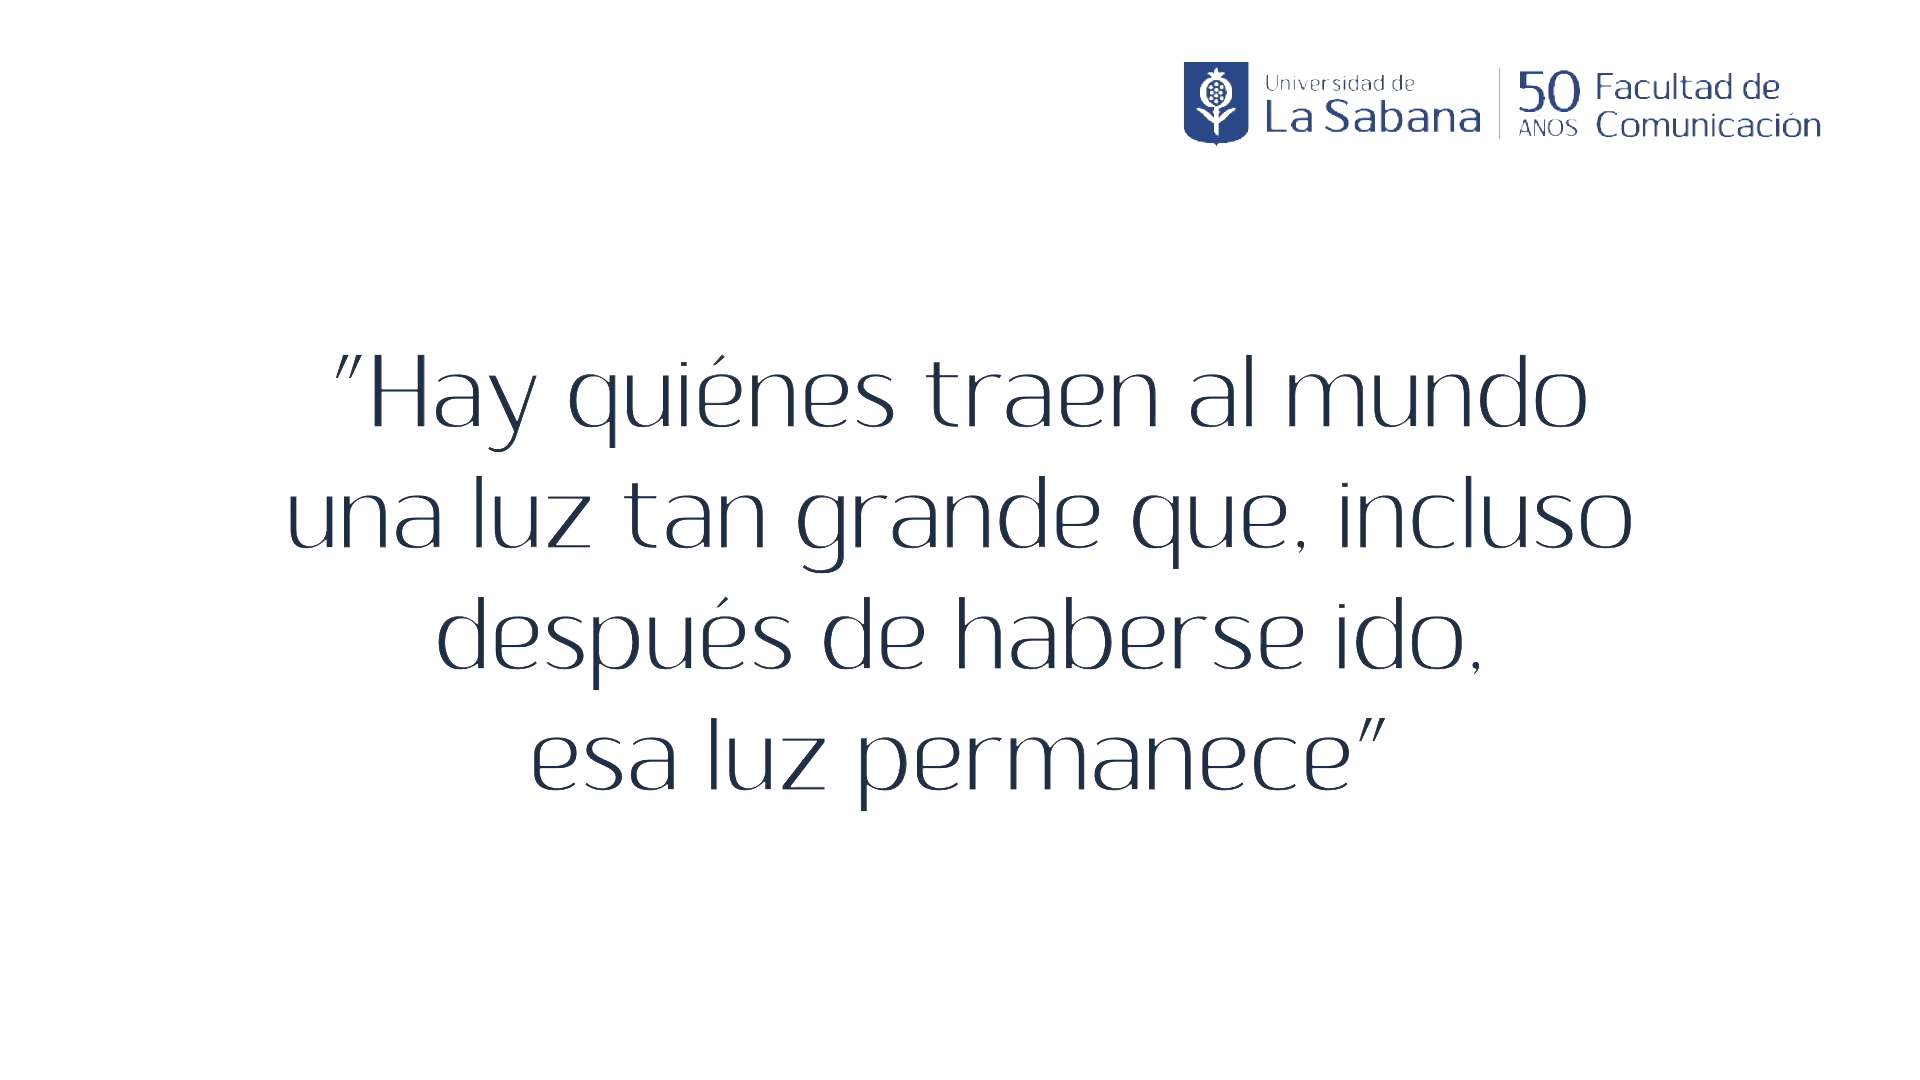 Universidad de
La Sabana
50
AÑOS
Facultad de
Comunicación
"Hay quiénes traen al mundo
una luz tan grande que, incluso
después de haberse ido,
esa luz permanece"